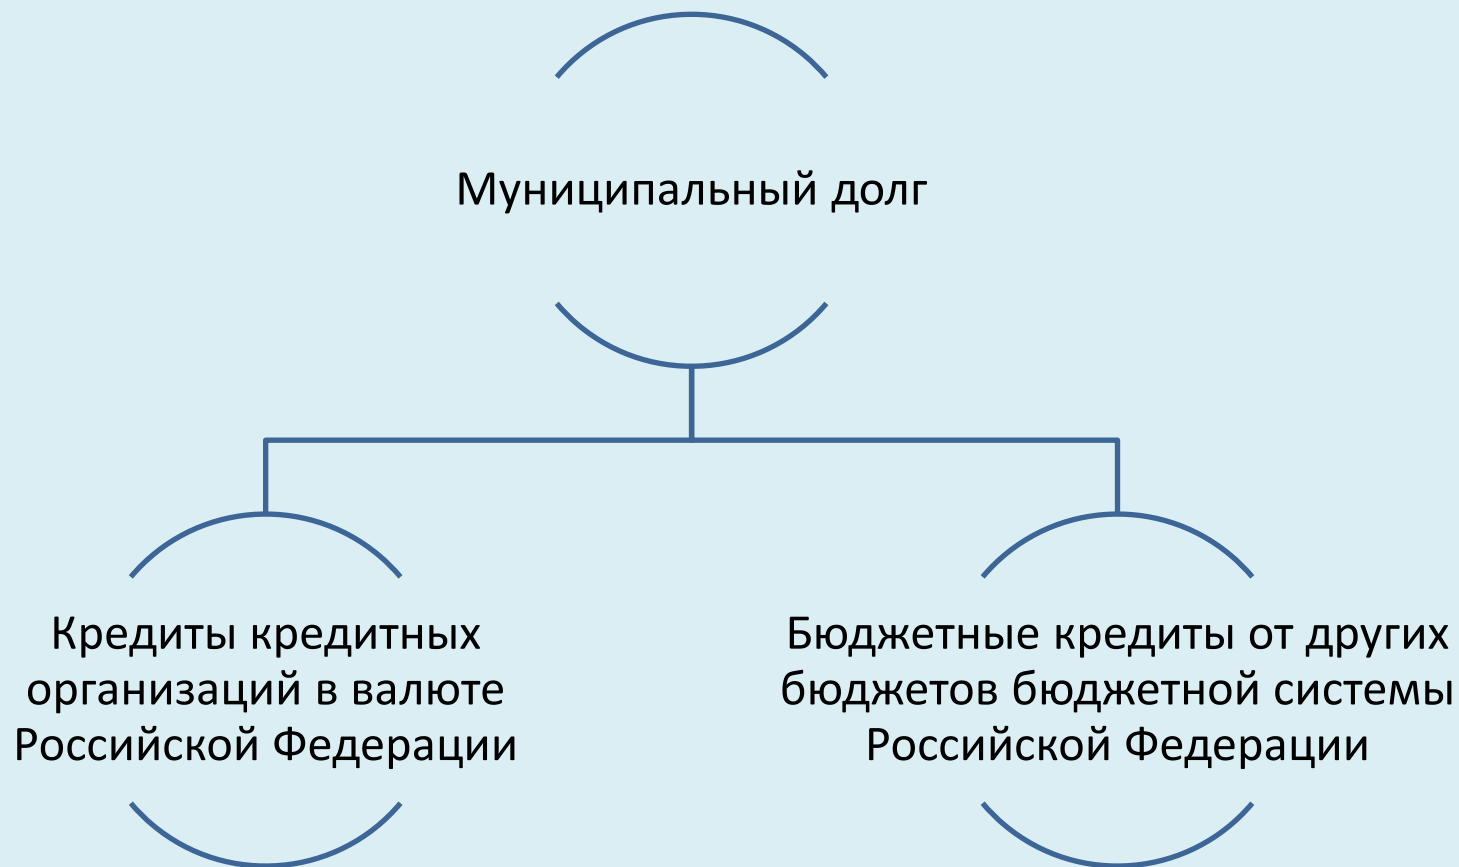 Муниципальный долг
Кредиты кредитных
организаций в валюте
Российской Федерации
Бюджетные кредиты от других
бюджетов бюджетной системы
Российской Федерации